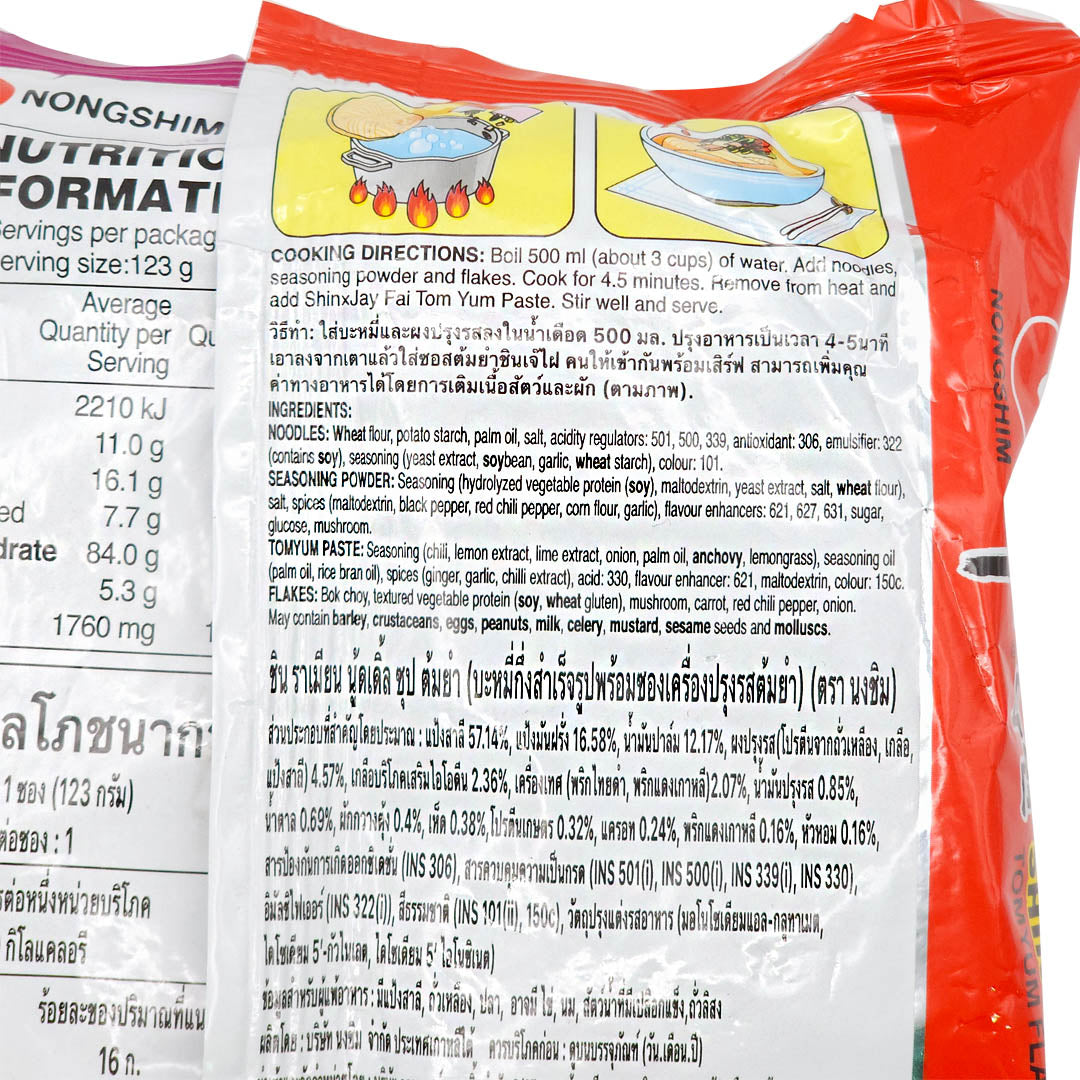 NONGSHIM
NUTRITIO
FORMATI
Servings per packag
erving size:123 g
Average
Quantity per Qu
Serving
2210 kJ
11.0 g
16.1 g
ed 7.7 g
drate 84.0 g
5.3 g
1760 mg 1
ลโภชนาก
1 ซอง (123 กรัม)
ต่อซอง : 1
รต่อหนึ่งหน่วยบริโภค
กิโลแคลอรี
ร้อยละของปริมาณที่แน
16 ก.
COOKING DIRECTIONS: Boil 500 ml (about 3 cups) of water. Add noodles,
seasoning powder and flakes. Cook for 4.5 minutes. Remove from heat and
add ShinxJay Fai Tom Yum Paste. Stir well and serve.
วิธีทำ: ใส่บะหมี่และผงปรุงรสลงในน้ำเดือด 500 มล. ปรุงอาหารเป็นเวลา 4-5นาที
เอาลงจากเตาแล้วใส่ซอสต้มยำชินเจ๊ไฝ คนให้เข้ากันพร้อมเสิร์ฟ สามารถเพิ่มคุณ
ค่าทางอาหารได้โดยการเติมเนื้อสัตว์และผัก (ตามภาพ).
INGREDIENTS:
NOODLES: Wheat flour, potato starch, palm oil, salt, acidity regulators: 501, 500, 339, antioxidant: 306, emulsifier: 322
(contains soy), seasoning (yeast extract, soybean, garlic, wheat starch), colour: 101.
SEASONING POWDER: Seasoning (hydrolyzed vegetable protein (soy), maltodextrin, yeast extract, salt, wheat flour),
salt, spices (maltodextrin, black pepper, red chili pepper, corn flour, garlic), flavour enhancers: 621, 627, 631, sugar,
glucose, mushroom.
TOMYUM PASTE: Seasoning (chili, lemon extract, lime extract, onion, palm oil, anchovy, lemongrass), seasoning oil
(palm oil, rice bran oil), spices (ginger, garlic, chilli extract), acid: 330, flavour enhancer: 621, maltodextrin, colour: 150c.
FLAKES: Bok choy, textured vegetable protein (soy, wheat gluten), mushroom, carrot, red chili pepper, onion.
May contain barley, crustaceans, eggs, peanuts, milk, celery, mustard, sesame seeds and molluscs.
ชิน ราเมียน นู้ดเดิ้ล ซุป ต้มยำ (บะหมี่กึ่งสำเร็จรูปพร้อมซองเครื่องปรุงรสต้มยำ) (ตรา นงชิม)
ส่วนประกอบที่สำคัญโดยประมาณ : แป้งสาลี 57.14%, แป้งมันฝรั่ง 16.58%, น้ำมันปาล์ม 12.17%, ผงปรุงรส(โปรตีนจากถั่วเหลือง, เกลือ,
แป้งสาลี) 4.57%, เกลือบริโภคเสริมไอโอดีน 2.36%, เครื่องเทศ (พริกไทยดำ, พริกแดงเกาหลี)2.07%, น้ำมันปรุงรส 0.85%,
น้ำตาล 0.69%, ผักกวางตุ้ง 0.4%, เห็ด 0.38%,โปรตีนเกษตร 0.32%, แครอท 0.24%, พริกแดงเกาหลี 0.16%, หัวหอม 0.16%,
สารป้องกันการเกิดออกซิเดชั่น (INS 306), สารควบคุมความเป็นกรด (INS 501(i), INS 500(i), INS 339(i), INS 330),
อิมัลซิไฟเออร์ (INS 322(i)), สีธรรมชาติ (INS 101(ii), 150c), วัตถุปรุงแต่งรสอาหาร (มอโนโซเดียมแอล-กลูทาเมต,
ไดโซเดียม 5'-กัวไนเลต, ไดโซเดียม 5' ไอโนซิเนต)
ข้อมูลสำหรับผู้แพ้อาหาร : มีแป้งสาลี, ถั่วเหลือง, ปลา, อาจมี ไข่, นม, สัตว์น้ำที่มีเปลือกแข็ง,ถั่วลิสง
ผลิตโดย : บริษัท นงชิม จำกัด ประเทศเกาหลีใต้ ควรบริโภคก่อน : ดูบนบรรจุภัณฑ์ (วัน.เดือน.ปี)
NONGSHIM
TOM YUM FLA